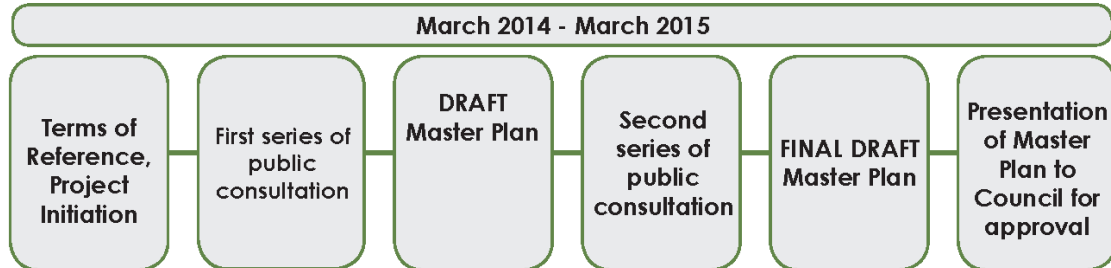 March 2014 - March 2015
Terms of
Reference,
Project
Initiation
First series of
public
consultation
DRAFT
Master Plan
Second
series of
public
consultation
FINAL DRAFT
Master Plan
Presentation
of Master
Plan to
Council for
approval